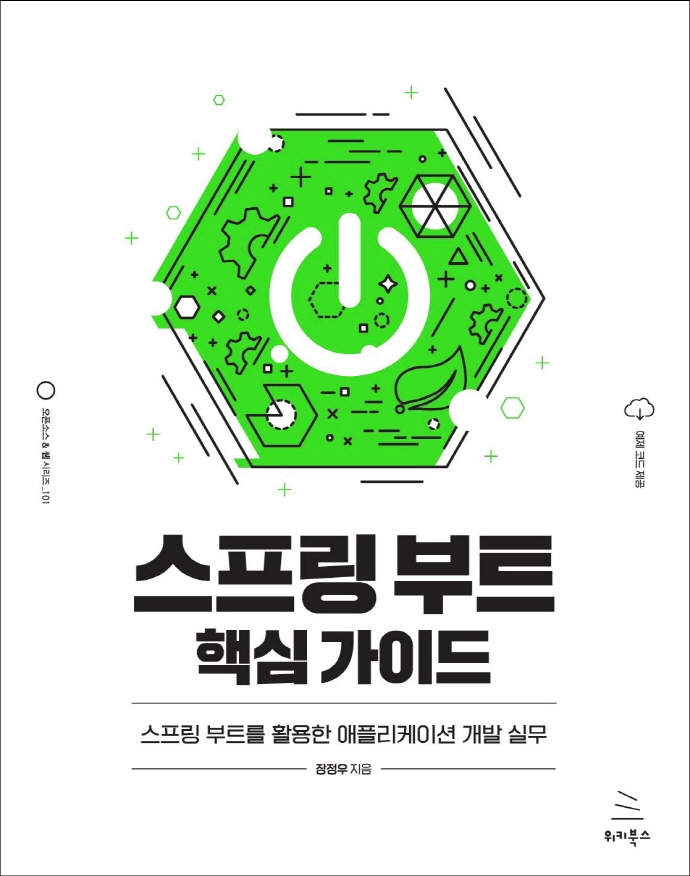 오픈소스 & 웹 시리즈 _101
예제 코드 제공
스프링 부트
핵심 가이드
스프링 부트를 활용한 애플리케이션 개발 실무
장정우 지음
위키북스